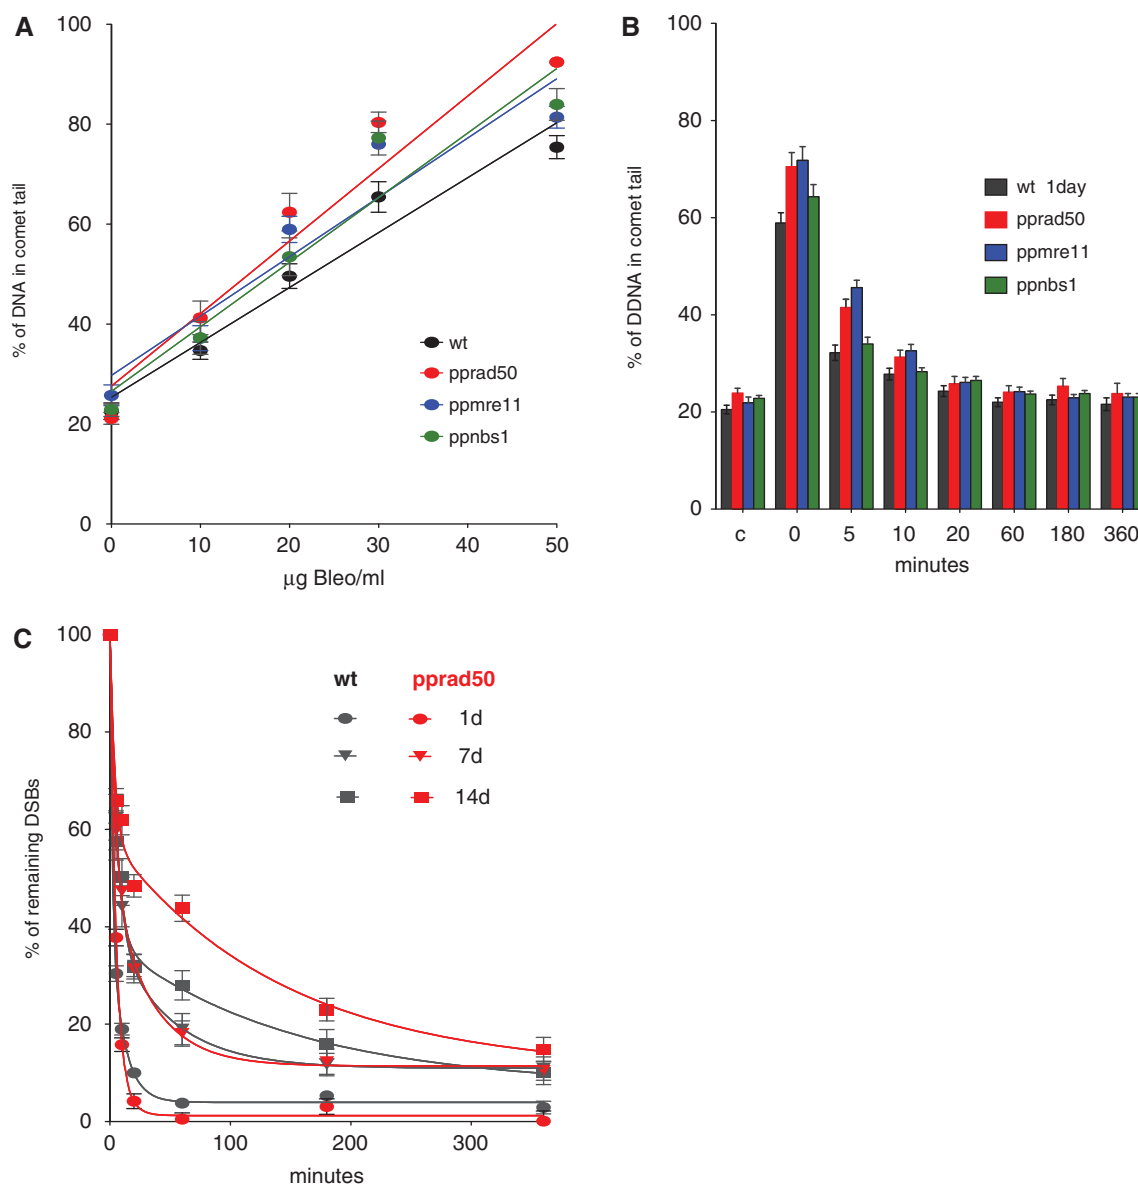 A
100
80
60
40
20
0
% of DNA in comet tail
0 10 20 30 40 50
µg Bleo/ml
wt
pprad50
ppmre11
ppnbs1
B
100
80
60
40
20
0
% of DDNA in comet tail
c 0 5 10 20 60 180 360
minutes
wt 1day
pprad50
ppmre11
ppnbs1
C
100
80
60
40
20
0
% of remaining DSBs
0 100 200 300
minutes
wt pprad50
1d
7d
14d